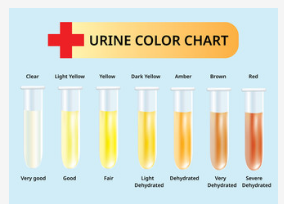 URINE COLOR CHART
Clear Light Yellow Yellow Dark Yellow Amber Brown Red
Very good Good Fair Light Dehydrated Very Severe
Dehydrated Dehydrated Dehydrated